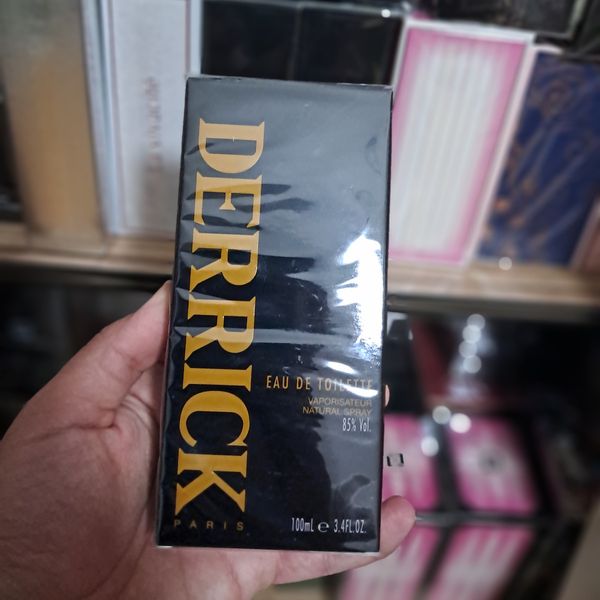 DERRICK
PARIS
EAU DE TOILETTE
VAPORISATEUR
NATURAL SPRAY
85% Vol.
100mL e 3.4FL.OZ.